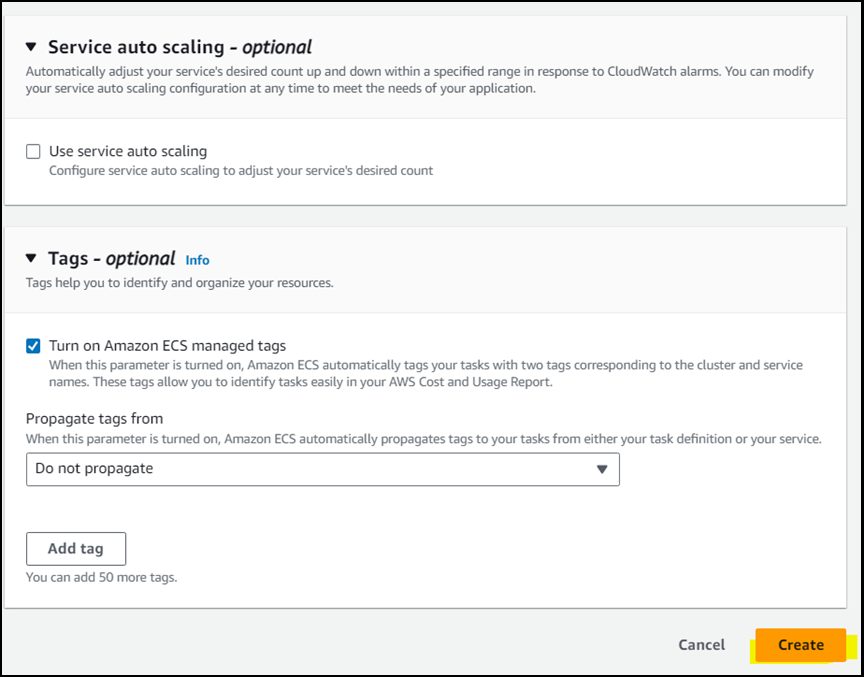 Service auto scaling - optional
Automatically adjust your service's desired count up and down within a specified range in response to CloudWatch alarms. You can modify
your service auto scaling configuration at any time to meet the needs of your application.
Use service auto scaling
Configure service auto scaling to adjust your service's desired count
Tags - optional Info
Tags help you to identify and organize your resources.
Turn on Amazon ECS managed tags
When this parameter is turned on, Amazon ECS automatically tags your tasks with two tags corresponding to the cluster and service
names. These tags allow you to identify tasks easily in your AWS Cost and Usage Report.
Propagate tags from
When this parameter is turned on, Amazon ECS automatically propagates tags to your tasks from either your task definition or your service.
Do not propagate
Add tag
You can add 50 more tags.
Cancel Create